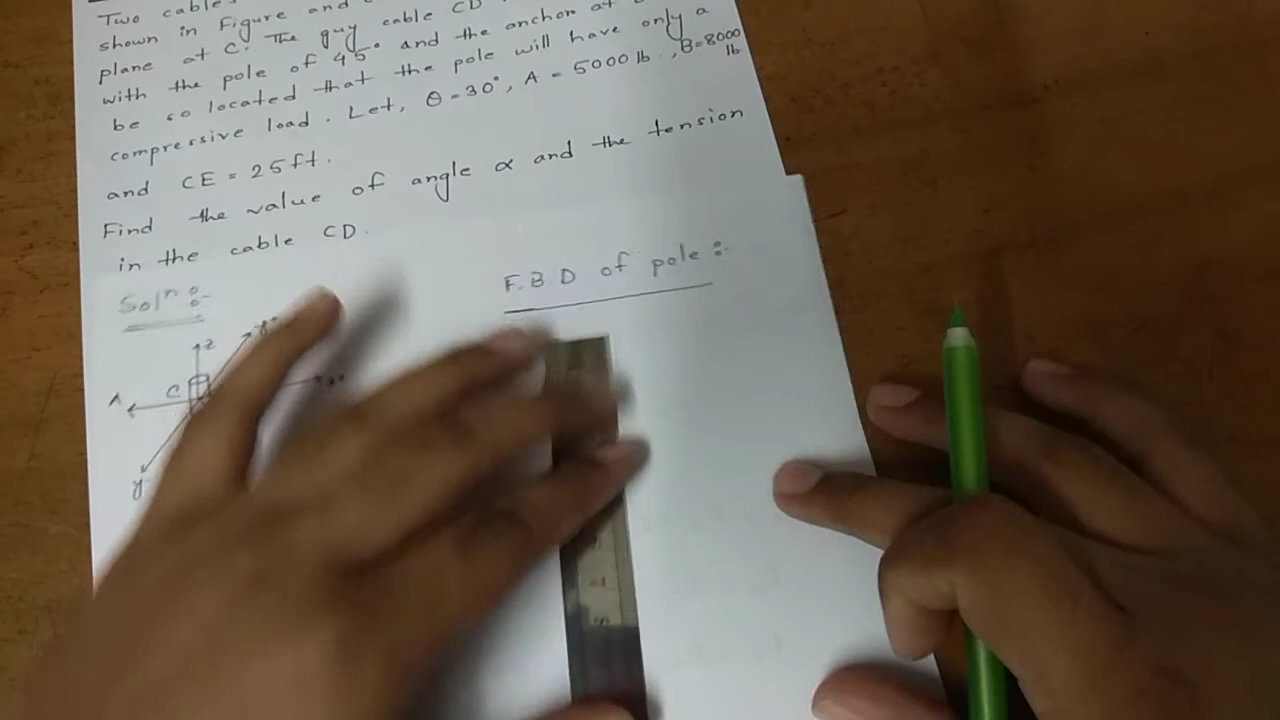 Two cables
shown in Figure and
plane at C. The guy cable CD
with the pole of 45° and the anchor at
be so located that the pole will have only a
compressive load. Let, θ = 30°, A = 5000 lb, B = 8000 lb
and CE = 25 ft.
Find the value of angle α and the tension
in the cable CD.
Solⁿ :-
F.B.D of pole :-
z
C
A
y